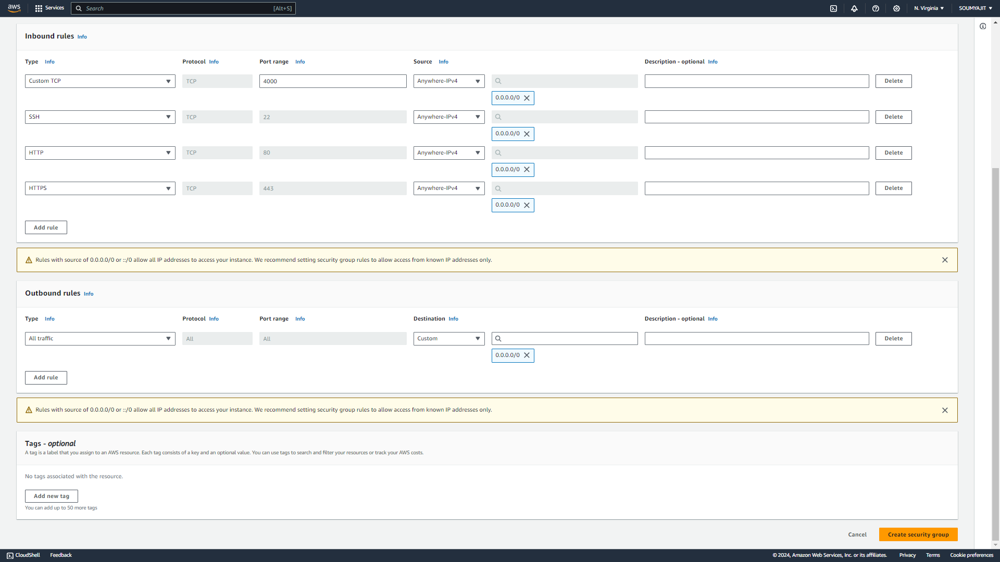 aws Services Search [Alt+S] N. Virginia SOUMYAJIT
Inbound rules Info
Type Info Protocol Info Port range Info Source Info Description - optional Info
Custom TCP TCP 4000 Anywhere-IPv4 Delete
0.0.0.0/0
SSH TCP 22 Anywhere-IPv4 Delete
0.0.0.0/0
HTTP TCP 80 Anywhere-IPv4 Delete
0.0.0.0/0
HTTPS TCP 443 Anywhere-IPv4 Delete
0.0.0.0/0
Add rule
Rules with source of 0.0.0.0/0 or ::/0 allow all IP addresses to access your instance. We recommend setting security group rules to allow access from known IP addresses only.
Outbound rules Info
Type Info Protocol Info Port range Info Destination Info Description - optional Info
All traffic All All Custom Delete
0.0.0.0/0
Add rule
Rules with source of 0.0.0.0/0 or ::/0 allow all IP addresses to access your instance. We recommend setting security group rules to allow access from known IP addresses only.
Tags - optional
A tag is a label that you assign to an AWS resource. Each tag consists of a key and an optional value. You can use tags to search and filter your resources or track your AWS costs.
No tags associated with the resource.
Add new tag
You can add up to 50 more tags
Cancel Create security group
CloudShell Feedback © 2024, Amazon Web Services, Inc. or its affiliates. Privacy Terms Cookie preferences